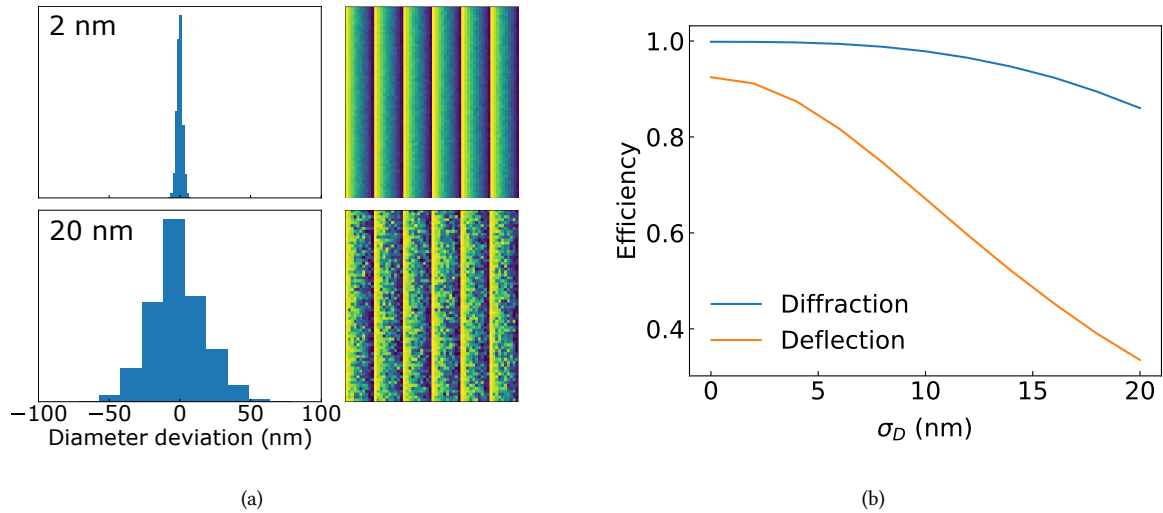 2 nm
20 nm
−100 −50 0 50 100
Diameter deviation (nm)
(a)
1.0
0.8
0.6
0.4
Efficiency
Diffraction
Deflection
0 5 10 15 20
σ_D (nm)
(b)